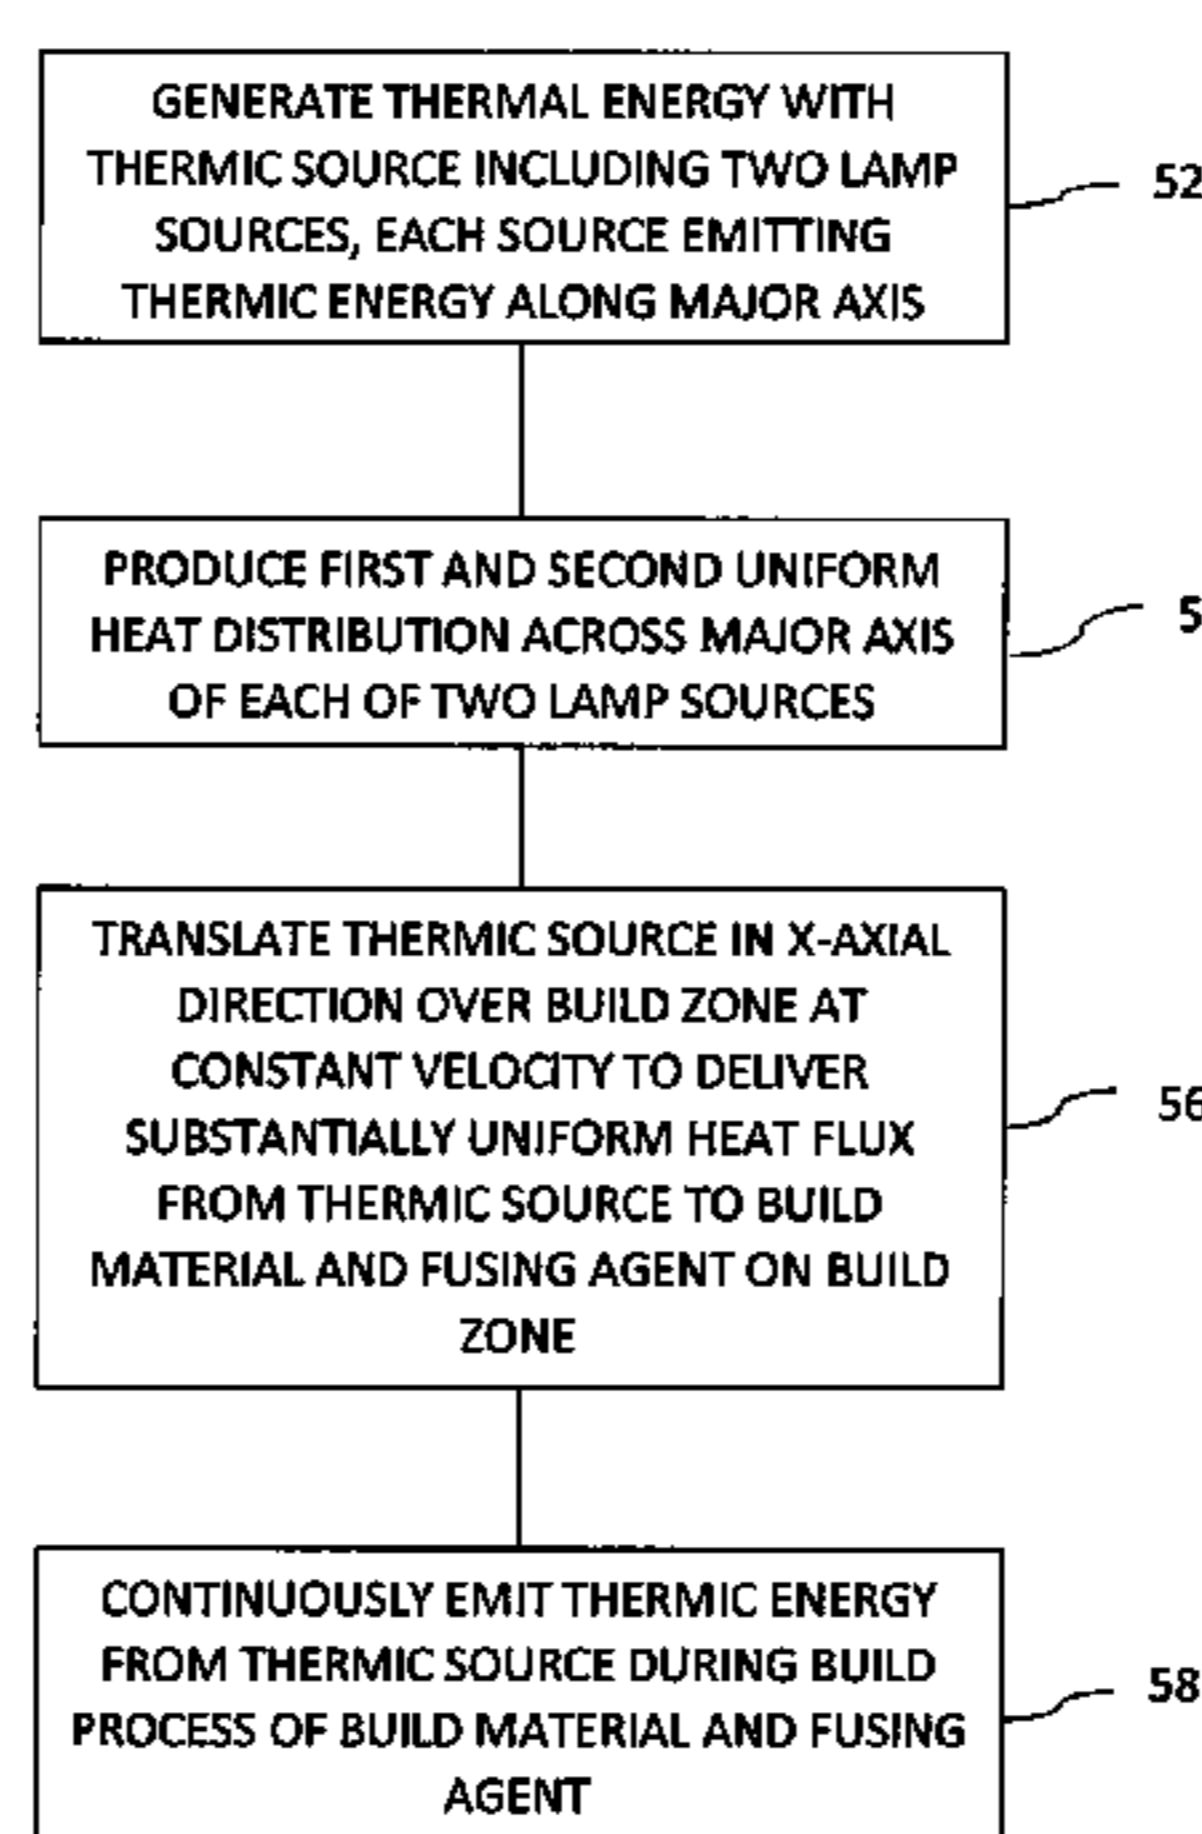 GENERATE THERMAL ENERGY WITH
THERMIC SOURCE INCLUDING TWO LAMP
SOURCES, EACH SOURCE EMITTING
THERMIC ENERGY ALONG MAJOR AXIS
52
PRODUCE FIRST AND SECOND UNIFORM
HEAT DISTRIBUTION ACROSS MAJOR AXIS
OF EACH OF TWO LAMP SOURCES
5
TRANSLATE THERMIC SOURCE IN X-AXIAL
DIRECTION OVER BUILD ZONE AT
CONSTANT VELOCITY TO DELIVER
SUBSTANTIALLY UNIFORM HEAT FLUX
FROM THERMIC SOURCE TO BUILD
MATERIAL AND FUSING AGENT ON BUILD
ZONE
56
CONTINUOUSLY EMIT THERMIC ENERGY
FROM THERMIC SOURCE DURING BUILD
PROCESS OF BUILD MATERIAL AND FUSING
AGENT
58